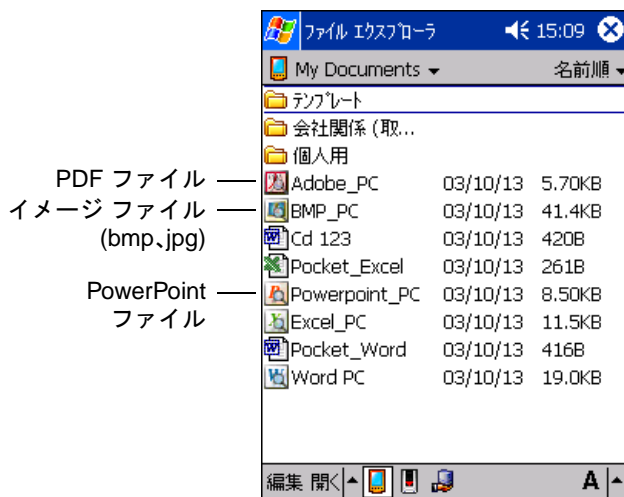 ファイル エクスプローラ 15:09
My Documents 名前順
テンプレート
会社関係 (取...
個人用
PDF ファイル
Adobe_PC 03/10/13 5.70KB
イメージ ファイル
(bmp、jpg)
BMP_PC 03/10/13 41.4KB
Cd 123 03/10/13 420B
Pocket_Excel 03/10/13 261B
PowerPoint
ファイル
Powerpoint_PC 03/10/13 8.50KB
Excel_PC 03/10/13 11.5KB
Pocket_Word 03/10/13 416B
Word PC 03/10/13 19.0KB
編集 開く A